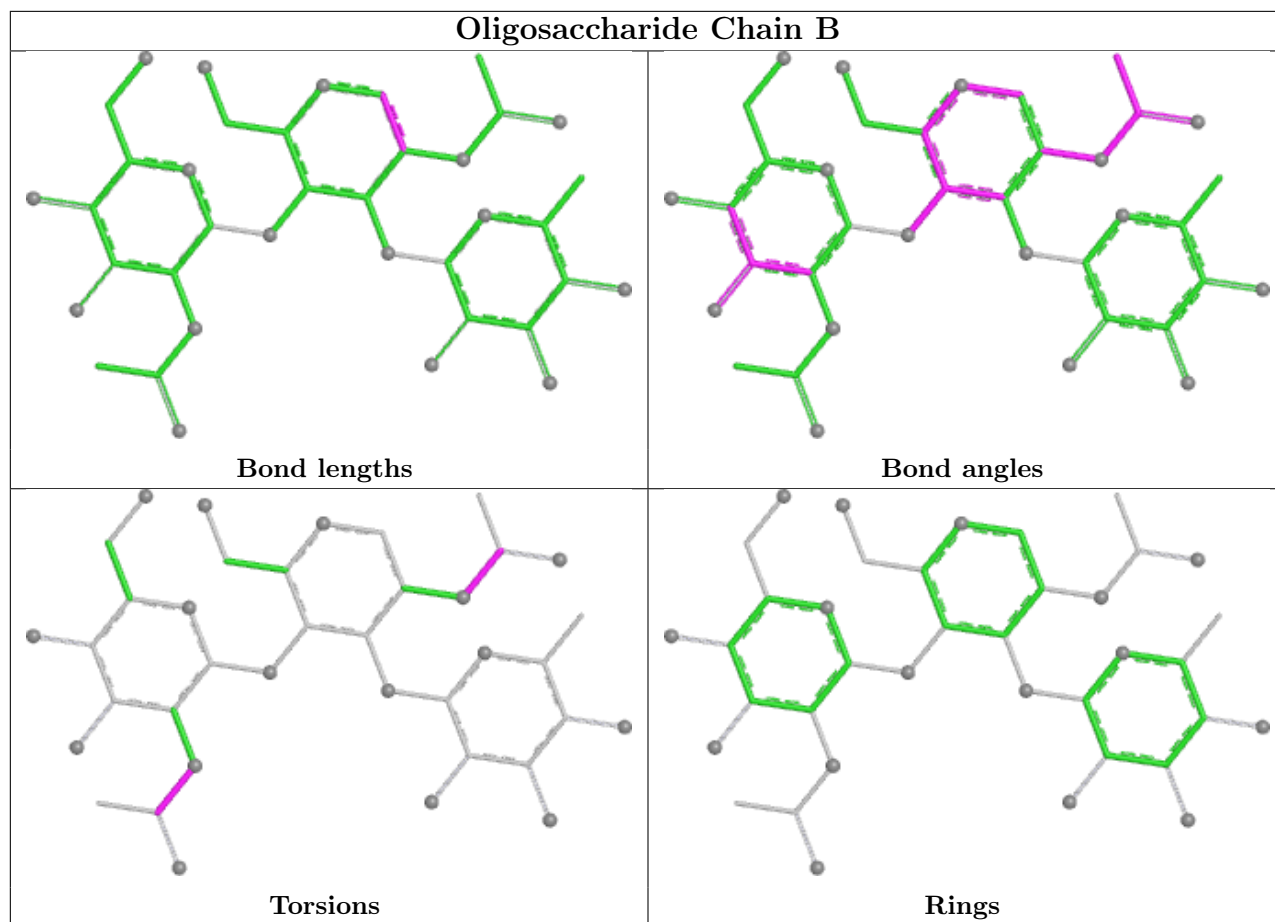 Oligosaccharide Chain B
Bond lengths
Bond angles
Torsions
Rings